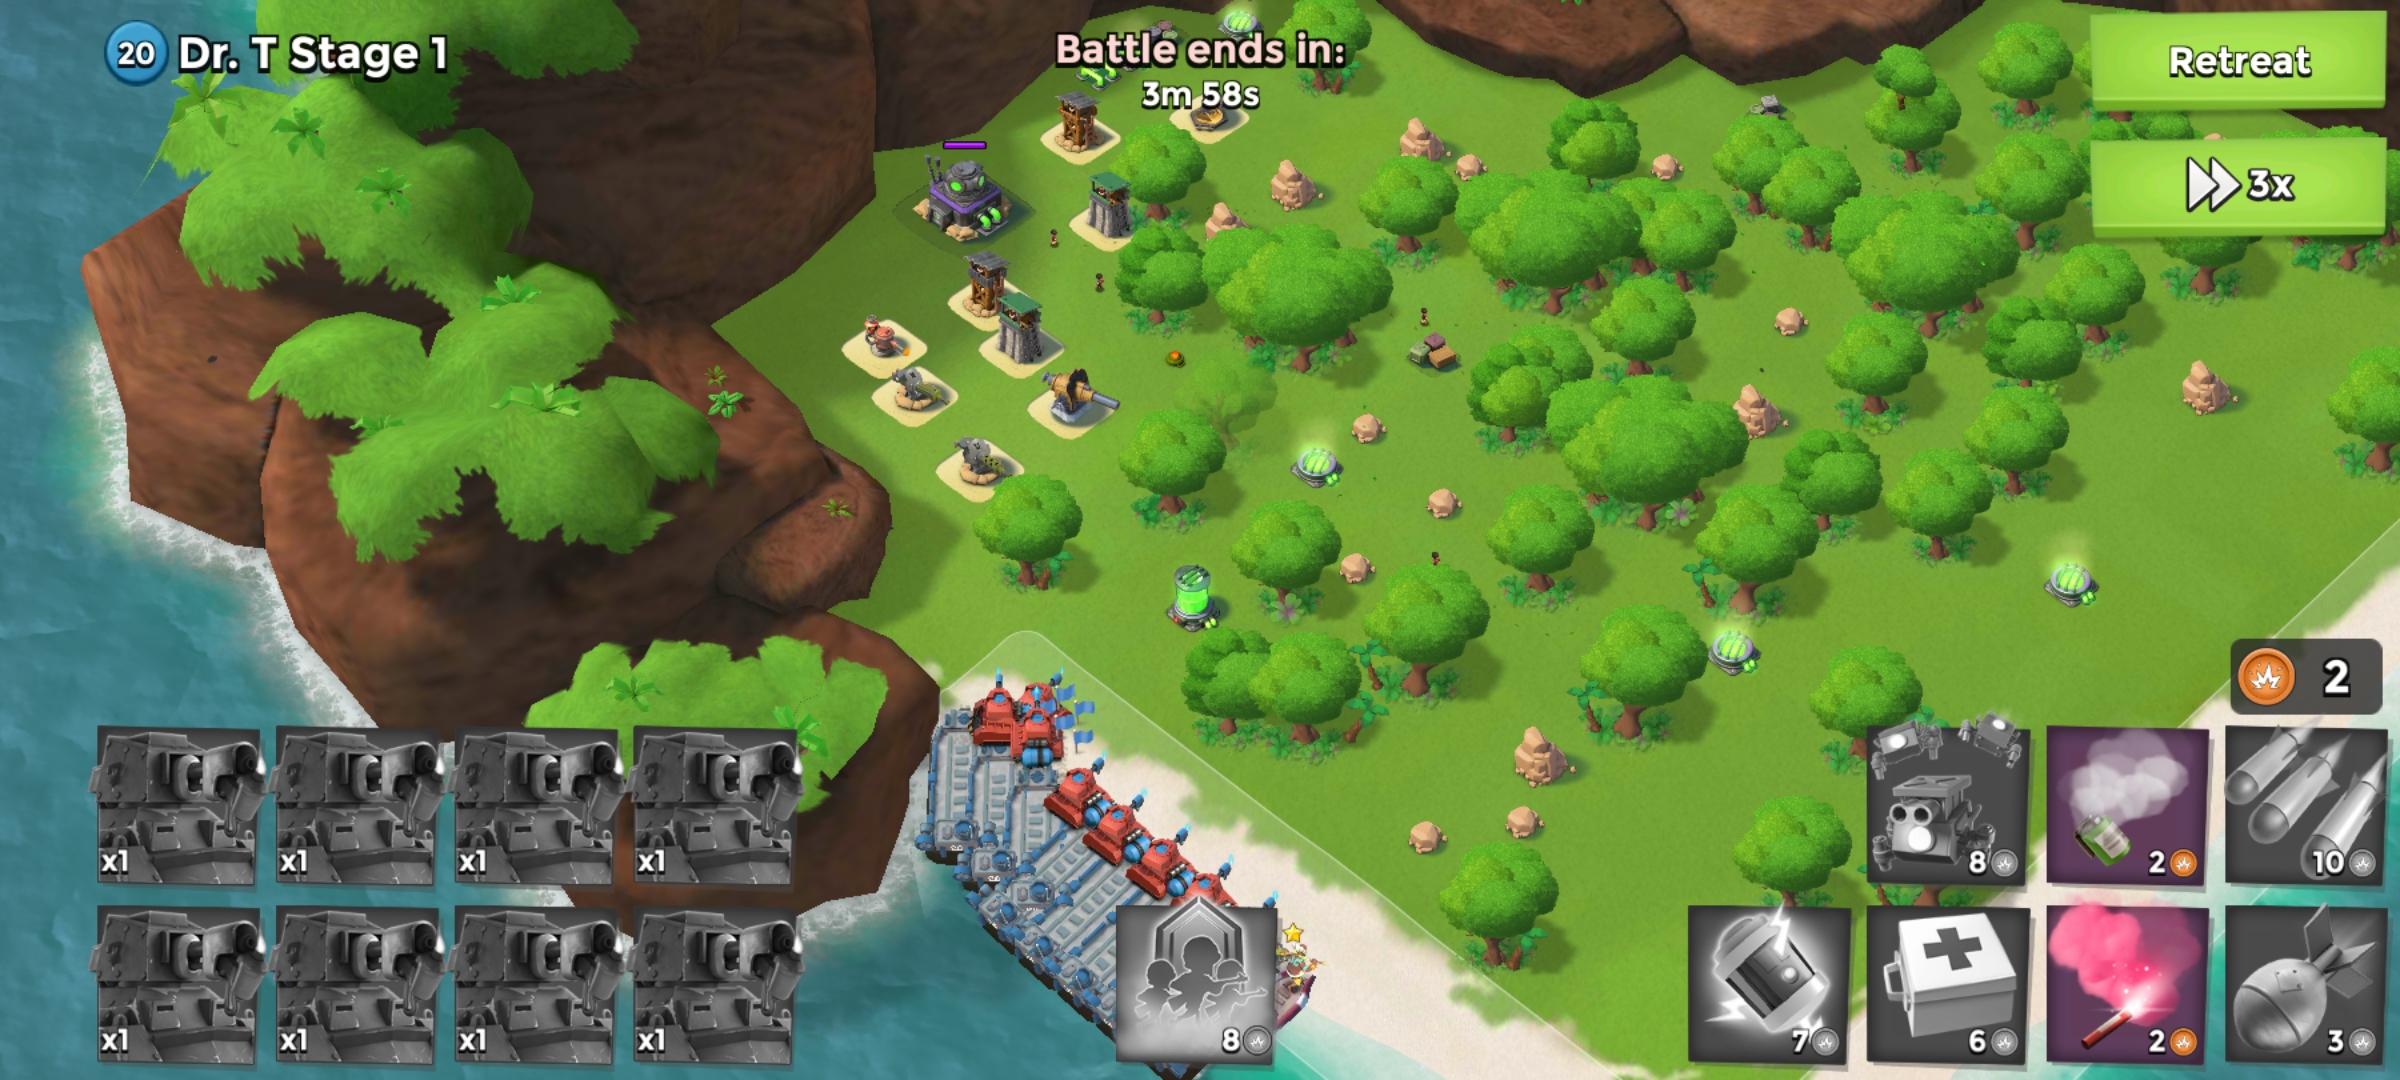 20 Dr. T Stage 1
Battle ends in:
3m 58s
Retreat
3x
2
x1 x1 x1 x1
8 2 10
x1 x1 x1 x1
8 7 6 2 3